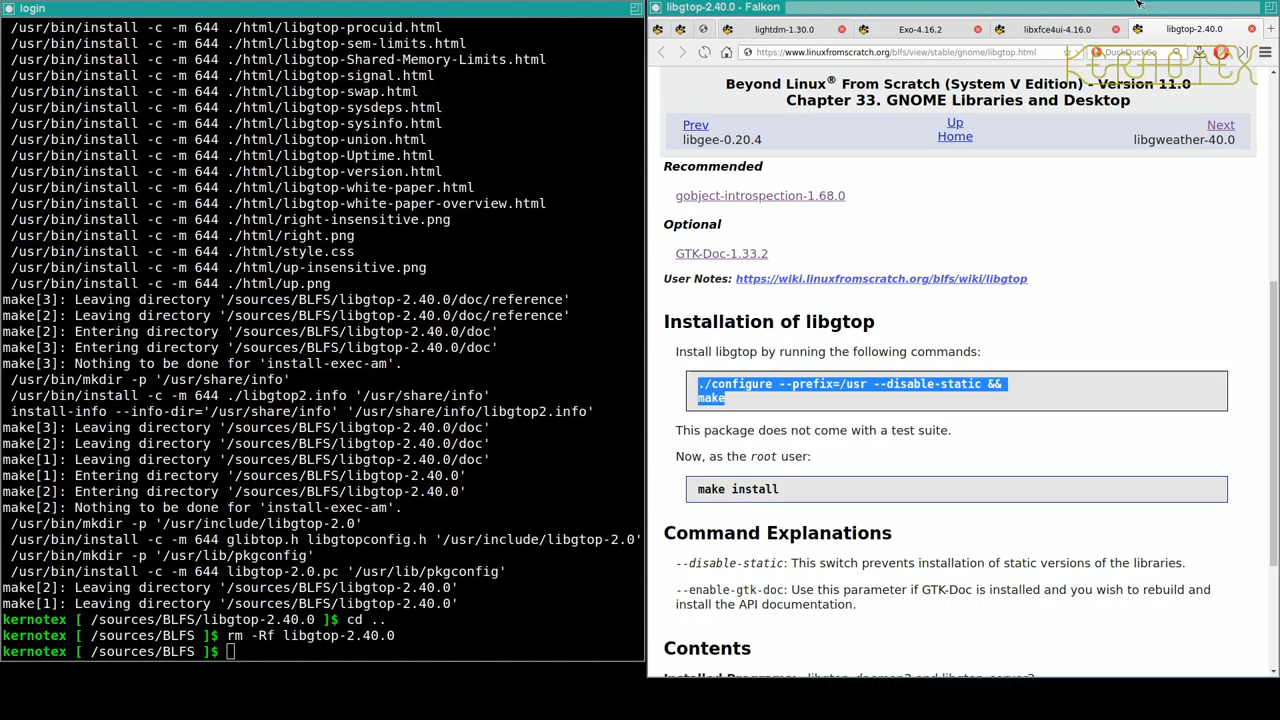 login
/usr/bin/install -c -m 644 ./html/libgtop-procuid.html
/usr/bin/install -c -m 644 ./html/libgtop-sem-limits.html
/usr/bin/install -c -m 644 ./html/libgtop-Shared-Memory-Limits.html
/usr/bin/install -c -m 644 ./html/libgtop-signal.html
/usr/bin/install -c -m 644 ./html/libgtop-swap.html
/usr/bin/install -c -m 644 ./html/libgtop-sysdeps.html
/usr/bin/install -c -m 644 ./html/libgtop-sysinfo.html
/usr/bin/install -c -m 644 ./html/libgtop-union.html
/usr/bin/install -c -m 644 ./html/libgtop-Uptime.html
/usr/bin/install -c -m 644 ./html/libgtop-version.html
/usr/bin/install -c -m 644 ./html/libgtop-white-paper.html
/usr/bin/install -c -m 644 ./html/libgtop-white-paper-overview.html
/usr/bin/install -c -m 644 ./html/right-insensitive.png
/usr/bin/install -c -m 644 ./html/right.png
/usr/bin/install -c -m 644 ./html/style.css
/usr/bin/install -c -m 644 ./html/up-insensitive.png
/usr/bin/install -c -m 644 ./html/up.png
make[3]: Leaving directory '/sources/BLFS/libgtop-2.40.0/doc/reference'
make[2]: Leaving directory '/sources/BLFS/libgtop-2.40.0/doc/reference'
make[2]: Entering directory '/sources/BLFS/libgtop-2.40.0/doc'
make[3]: Entering directory '/sources/BLFS/libgtop-2.40.0/doc'
make[3]: Nothing to be done for 'install-exec-am'.
/usr/bin/mkdir -p '/usr/share/info'
/usr/bin/install -c -m 644 ./libgtop2.info '/usr/share/info'
install-info --info-dir='/usr/share/info' '/usr/share/info/libgtop2.info'
make[3]: Leaving directory '/sources/BLFS/libgtop-2.40.0/doc'
make[2]: Leaving directory '/sources/BLFS/libgtop-2.40.0/doc'
make[1]: Leaving directory '/sources/BLFS/libgtop-2.40.0/doc'
make[1]: Entering directory '/sources/BLFS/libgtop-2.40.0'
make[2]: Entering directory '/sources/BLFS/libgtop-2.40.0'
make[2]: Nothing to be done for 'install-exec-am'.
/usr/bin/mkdir -p '/usr/include/libgtop-2.0'
/usr/bin/install -c -m 644 glibtop.h libgtopconfig.h '/usr/include/libgtop-2.0'
/usr/bin/mkdir -p '/usr/lib/pkgconfig'
/usr/bin/install -c -m 644 libgtop-2.0.pc '/usr/lib/pkgconfig'
make[2]: Leaving directory '/sources/BLFS/libgtop-2.40.0'
make[1]: Leaving directory '/sources/BLFS/libgtop-2.40.0'
kernotex [ /sources/BLFS/libgtop-2.40.0 ]$ cd ..
kernotex [ /sources/BLFS ]$ rm -Rf libgtop-2.40.0
kernotex [ /sources/BLFS ]$
libgtop-2.40.0 - Falkon
lightdm-1.30.0
Exo-4.16.2
libxfce4ui-4.16.0
libgtop-2.40.0
https://www.linuxfromscratch.org/blfs/view/stable/gnome/libgtop.html
DuckDuckGo
KERNOTEX
Beyond Linux® From Scratch (System V Edition) - Version 11.0
Chapter 33. GNOME Libraries and Desktop
Prev Up Next
libgee-0.20.4 Home libgweather-40.0
Recommended
gobject-introspection-1.68.0
Optional
GTK-Doc-1.33.2
User Notes: https://wiki.linuxfromscratch.org/blfs/wiki/libgtop
Installation of libgtop
Install libgtop by running the following commands:
./configure --prefix=/usr --disable-static &&
make
This package does not come with a test suite.
Now, as the root user:
make install
Command Explanations
--disable-static: This switch prevents installation of static versions of the libraries.
--enable-gtk-doc: Use this parameter if GTK-Doc is installed and you wish to rebuild and
install the API documentation.
Contents
Installed Programs: libgtop_daemon2 and libgtop_server2